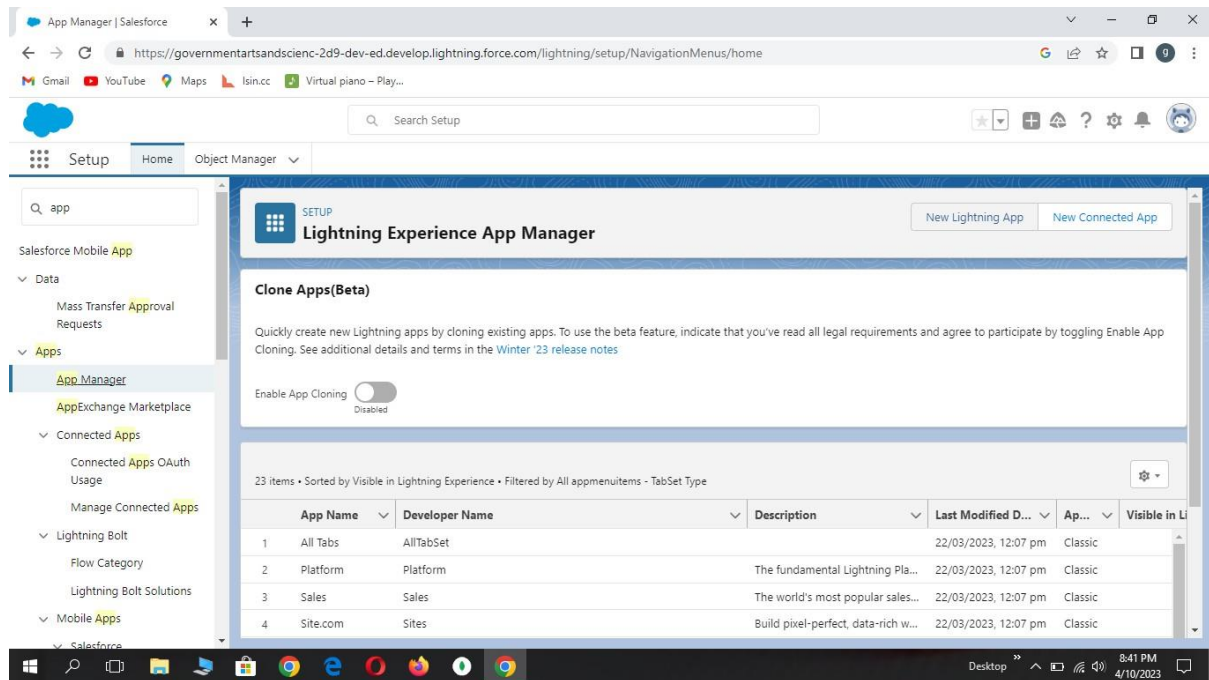 App Manager | Salesforce
https://governmentartsandscienc-2d9-dev-ed.develop.lightning.force.com/lightning/setup/NavigationMenus/home
G
g
Gmail YouTube Maps lsin.cc Virtual piano – Play...
Search Setup
Setup Home Object Manager
app
Salesforce Mobile App
Data
Mass Transfer Approval
Requests
Apps
App Manager
AppExchange Marketplace
Connected Apps
Connected Apps OAuth
Usage
Manage Connected Apps
Lightning Bolt
Flow Category
Lightning Bolt Solutions
Mobile Apps
Salesforce
SETUP
Lightning Experience App Manager
New Lightning App New Connected App
Clone Apps(Beta)
Quickly create new Lightning apps by cloning existing apps. To use the beta feature, indicate that you've read all legal requirements and agree to participate by toggling Enable App
Cloning. See additional details and terms in the Winter '23 release notes
Enable App Cloning
Disabled
23 items • Sorted by Visible in Lightning Experience • Filtered by All appmenuitems - TabSet Type
App Name Developer Name Description Last Modified D... Ap... Visible in Li
1 All Tabs AllTabSet 22/03/2023, 12:07 pm Classic
2 Platform Platform The fundamental Lightning Pla... 22/03/2023, 12:07 pm Classic
3 Sales Sales The world's most popular sales... 22/03/2023, 12:07 pm Classic
4 Site.com Sites Build pixel-perfect, data-rich w... 22/03/2023, 12:07 pm Classic
Desktop
8:41 PM
4/10/2023